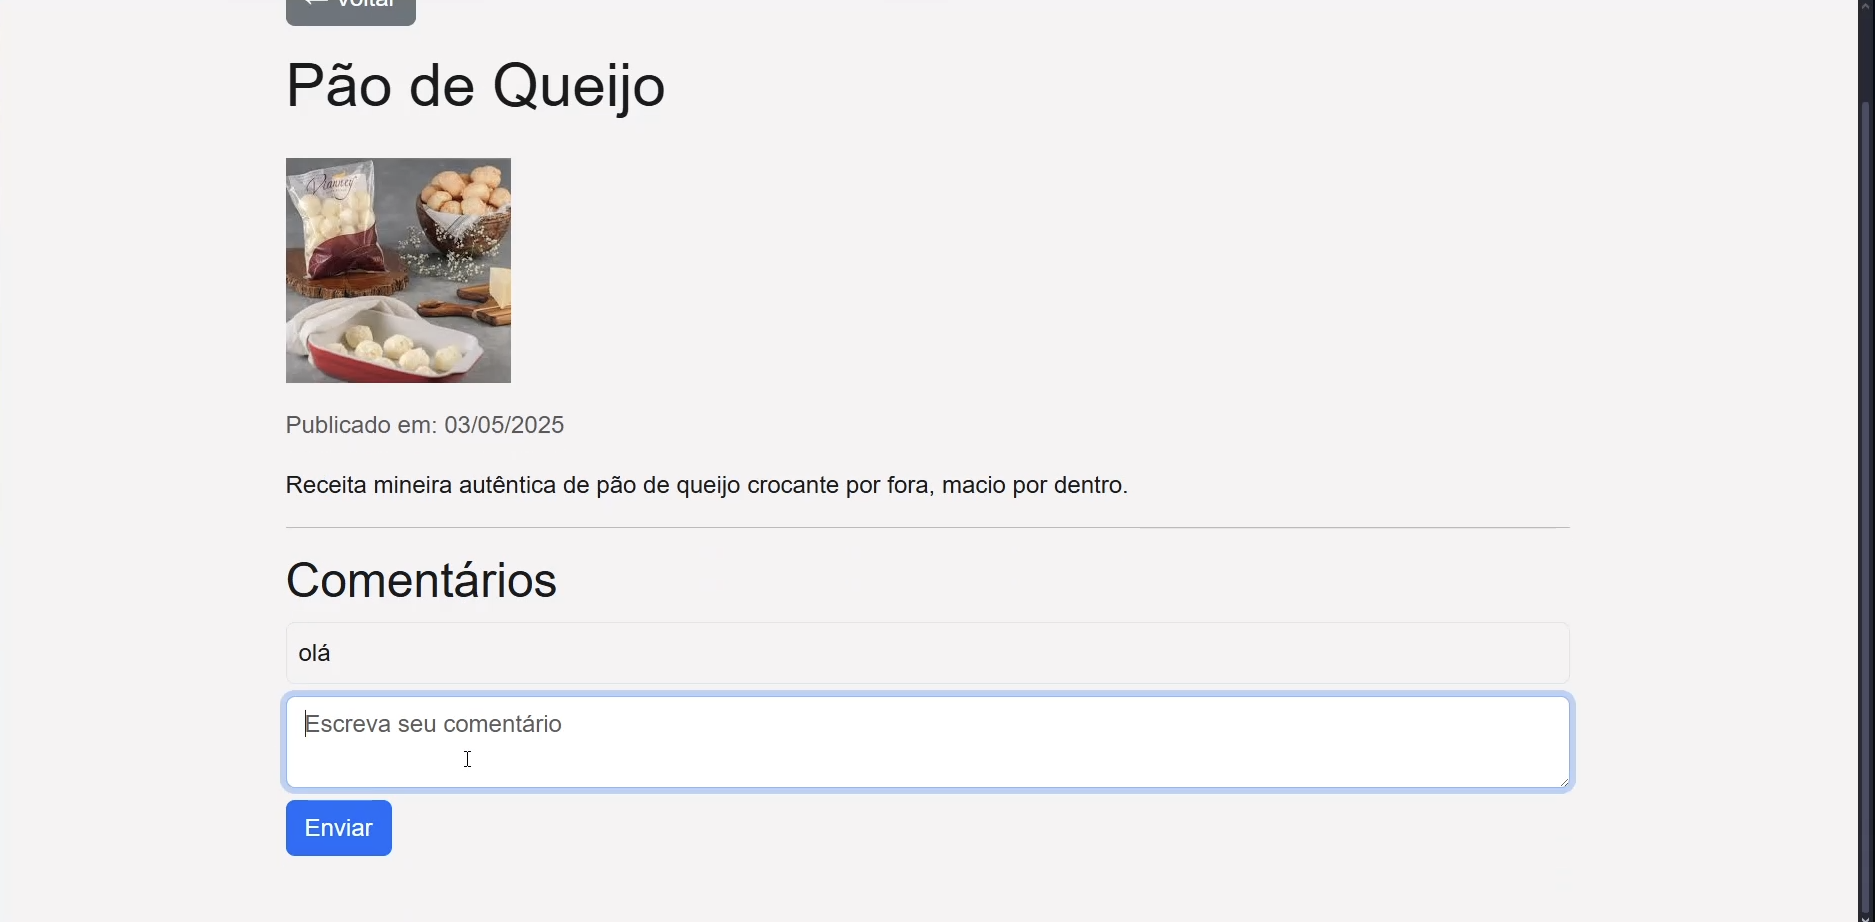 ← Voltar
Pão de Queijo
Vianney
Publicado em: 03/05/2025
Receita mineira autêntica de pão de queijo crocante por fora, macio por dentro.
Comentários
olá
Escreva seu comentário
Enviar